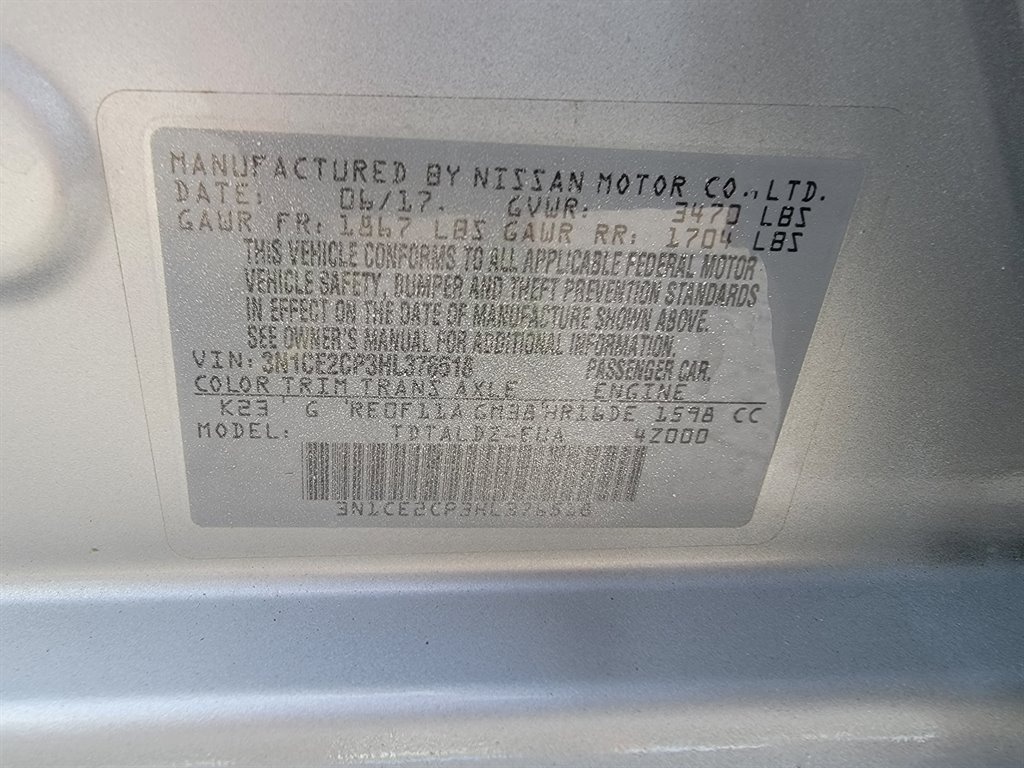 MANUFACTURED BY NISSAN MOTOR CO., LTD.
DATE: 06/17. GVWR: 3470 LBS
GAWR FR: 1867 LBS GAWR RR: 1704 LBS
THIS VEHICLE CONFORMS TO ALL APPLICABLE FEDERAL MOTOR
VEHICLE SAFETY, BUMPER AND THEFT PREVENTION STANDARDS
IN EFFECT ON THE DATE OF MANUFACTURE SHOWN ABOVE.
SEE OWNER'S MANUAL FOR ADDITIONAL INFORMATION.
VIN: 3N1CE2CP3HL376518 PASSENGER CAR.
COLOR TRIM TRANS AXLE ENGINE
K23 G RE0F11A GM38 HR16DE 1598 CC
MODEL: TDTALDZ-EUA 4Z000
3N1CE2CP3HL376518